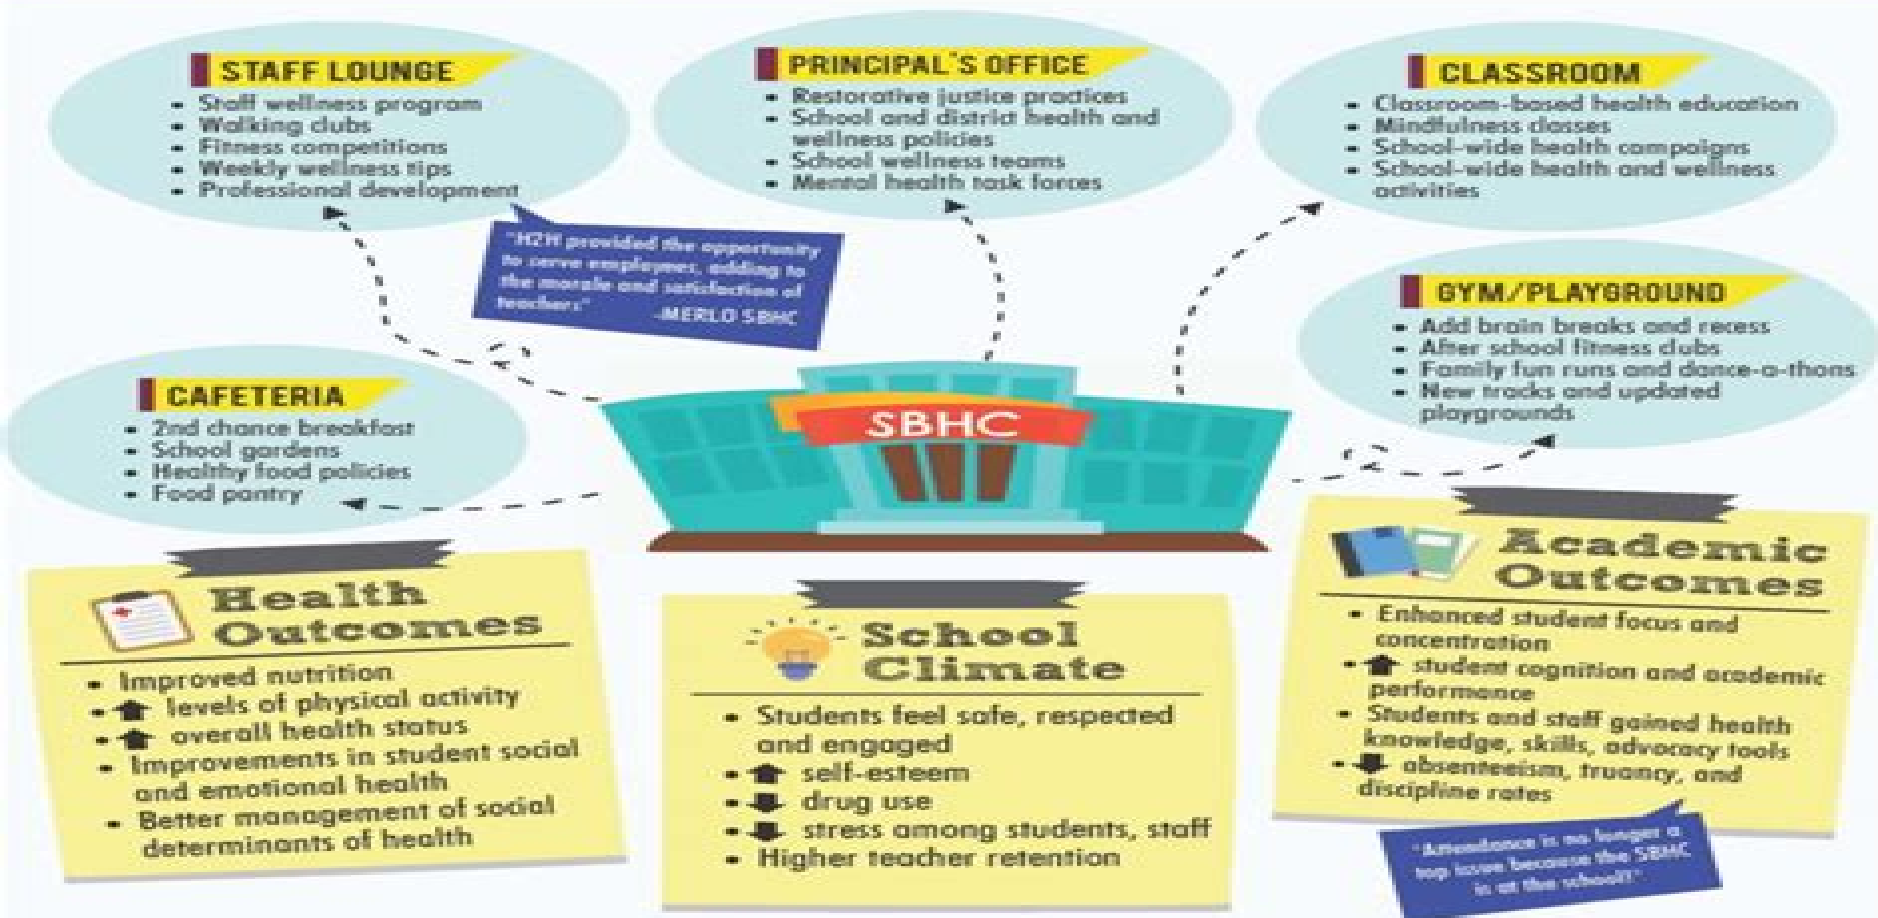 STAFF LOUNGE
• Staff wellness program
• Walking clubs
• Fitness competitions
• Weekly wellness tips
• Professional development
PRINCIPAL'S OFFICE
• Restorative justice practices
• School and district health and
wellness policies
• School wellness teams
• Mental health task forces
CLASSROOM
• Classroom-based health education
• Mindfulness classes
• School-wide health campaigns
• School-wide health and wellness
activities
"H2H provided the opportunity
to serve employees, adding to
the morale and satisfaction of
teachers"
-MERLO SBHC
GYM/PLAYGROUND
• Add brain breaks and recess
• After school fitness clubs
• Family fun runs and dance-a-thons
• New tracks and updated
playgrounds
CAFETERIA
• 2nd chance breakfast
• School gardens
• Healthy food policies
• Food pantry
SBHC
Health
Outcomes
• Improved nutrition
• ⬆ levels of physical activity
• ⬆ overall health status
• Improvements in student social
and emotional health
• Better management of social
determinants of health
School
Climate
• Students feel safe, respected
and engaged
• ⬆ self-esteem
• ⬇ drug use
• ⬇ stress among students, staff
• Higher teacher retention
Academic
Outcomes
• Enhanced student focus and
concentration
• ⬆ student cognition and academic
performance
• Students and staff gained health
knowledge, skills, advocacy tools
• ⬇ absenteeism, truancy, and
discipline rates
"Attendance is no longer a
top issue because the SBHC
is at the school!"